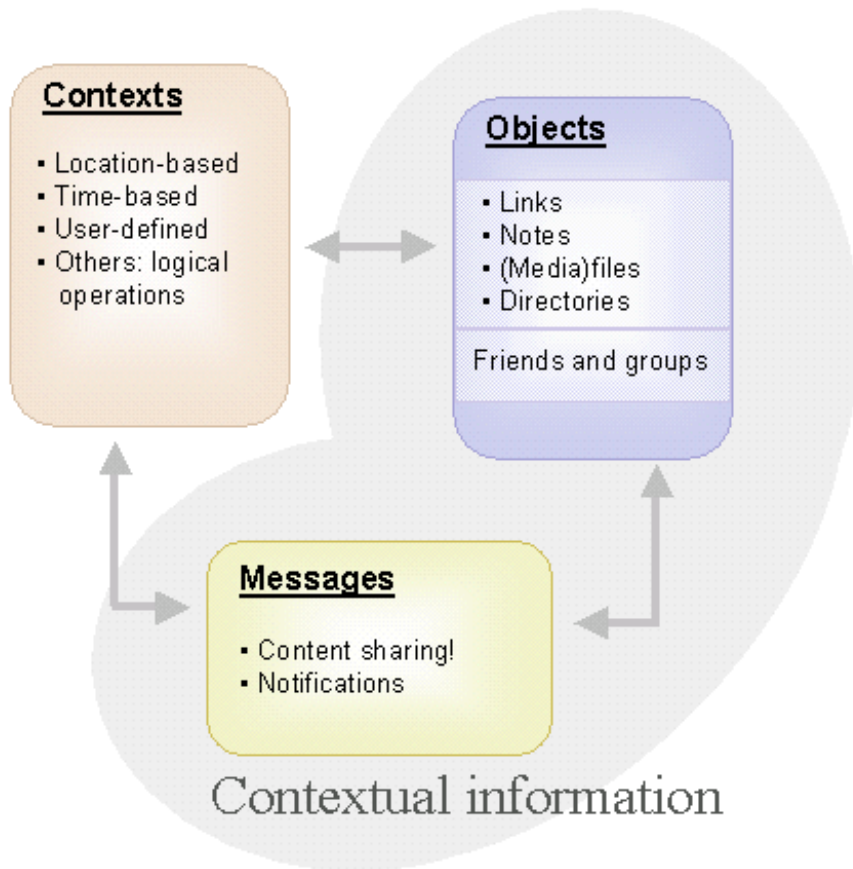 Contexts
▪ Location-based
▪ Time-based
▪ User-defined
▪ Others: logical
operations
Objects
▪ Links
▪ Notes
▪ (Media)files
▪ Directories
Friends and groups
Messages
▪ Content sharing!
▪ Notifications
Contextual information